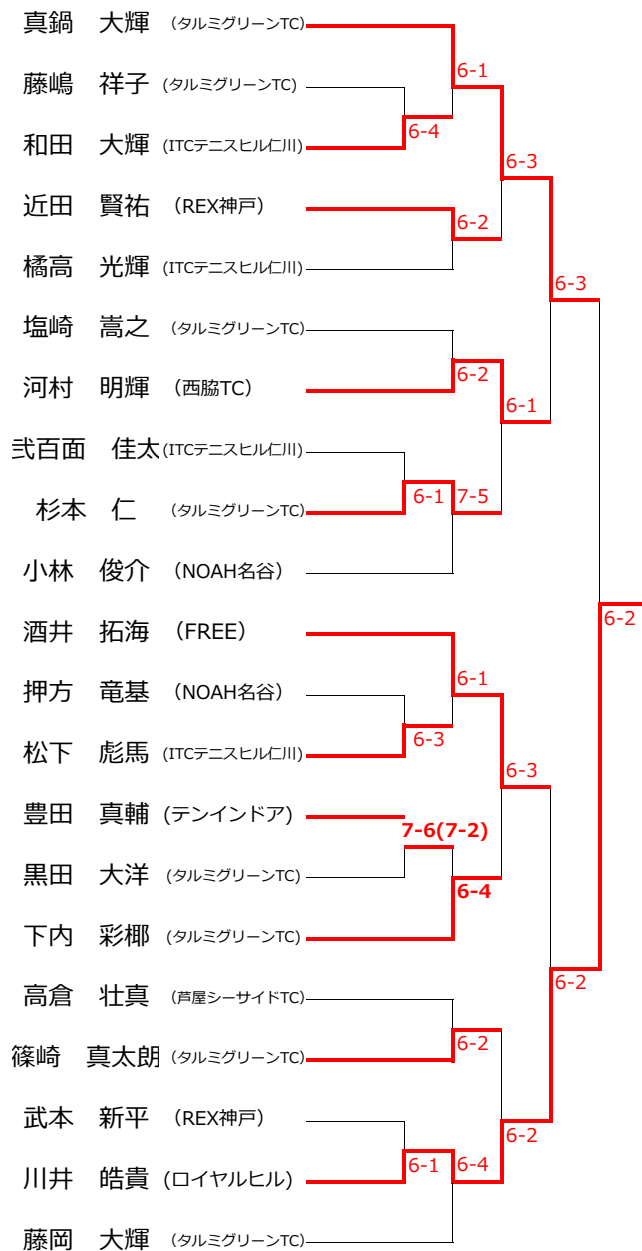 真鍋　大輝 (タルミグリーンTC)
6-1
藤嶋　祥子 (タルミグリーンTC)
6-4
和田　大輝 (ITCテニスヒル仁川)
6-3
近田　賢祐 （REX神戸）
6-2
橘高　光輝 (ITCテニスヒル仁川)
6-3
塩崎　嵩之 (タルミグリーンTC)
6-2
河村　明輝 （西脇TC）
6-1
弐百面　佳太 (ITCテニスヒル仁川)
6-1 7-5
杉本　仁 (タルミグリーンTC)
小林　俊介 （NOAH名谷）
6-2
酒井　拓海 （FREE）
6-1
押方　竜基 （NOAH名谷）
6-3
松下　彪馬 (ITCテニスヒル仁川)
6-3
豊田　真輔 (テンインドア)
7-6(7-2)
黒田　大洋 (タルミグリーンTC)
6-4
下内　彩椰 (タルミグリーンTC)
6-2
高倉　壮真 (芦屋シーサイドTC)
6-2
篠崎　真太朗 (タルミグリーンTC)
武本　新平 （REX神戸）
6-2
6-1 6-4
川井　皓貴 (ロイヤルヒル)
藤岡　大輝 (タルミグリーンTC)